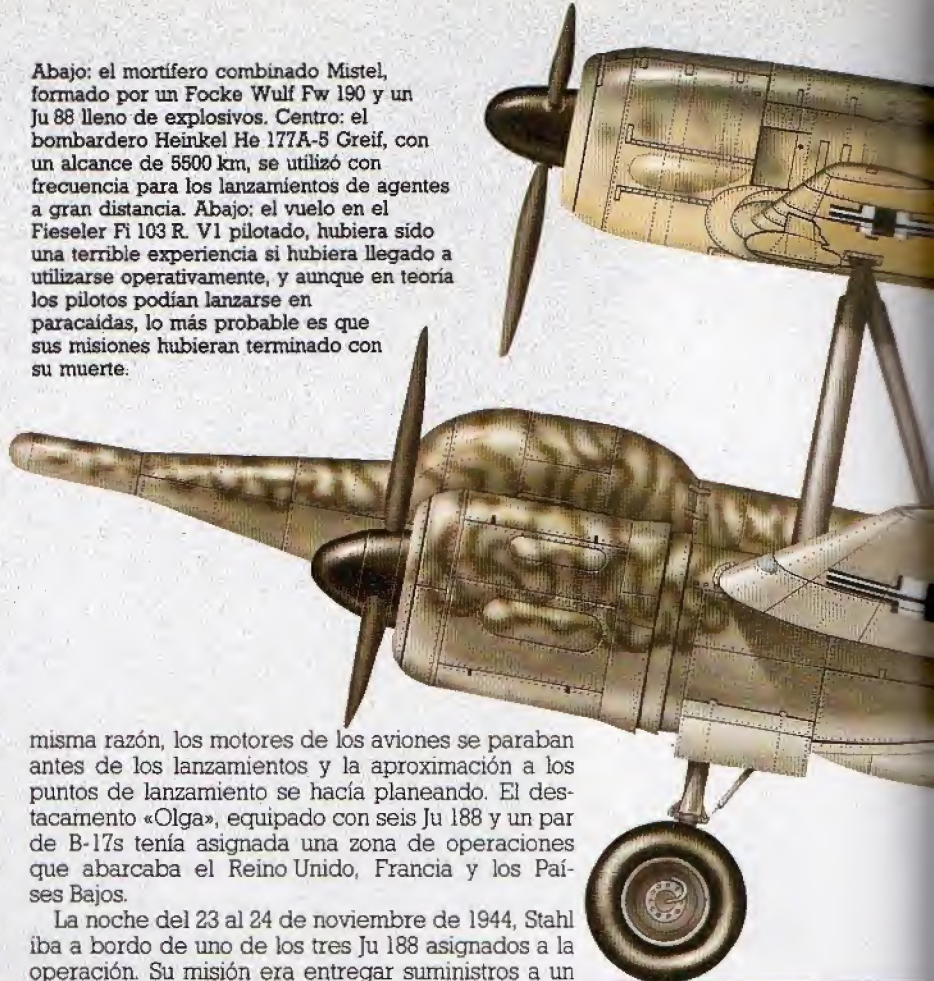 Abajo: el mortífero combinado Mistel,
formado por un Focke Wulf Fw 190 y un
Ju 88 lleno de explosivos. Centro: el
bombardero Heinkel He 177A-5 Greif, con
un alcance de 5500 km, se utilizó con
frecuencia para los lanzamientos de agentes
a gran distancia. Abajo: el vuelo en el
Fieseler Fi 103 R. V1 pilotado, hubiera sido
una terrible experiencia si hubiera llegado a
utilizarse operativamente, y aunque en teoría
los pilotos podían lanzarse en
paracaídas, lo más probable es que
sus misiones hubieran terminado con
su muerte.
misma razón, los motores de los aviones se paraban
antes de los lanzamientos y la aproximación a los
puntos de lanzamiento se hacía planeando. El des-
tacamento «Olga», equipado con seis Ju 188 y un par
de B-17s tenía asignada una zona de operaciones
que abarcaba el Reino Unido, Francia y los Paí-
ses Bajos.
La noche del 23 al 24 de noviembre de 1944, Stahl
iba a bordo de uno de los tres Ju 188 asignados a la
operación. Su misión era entregar suministros a un